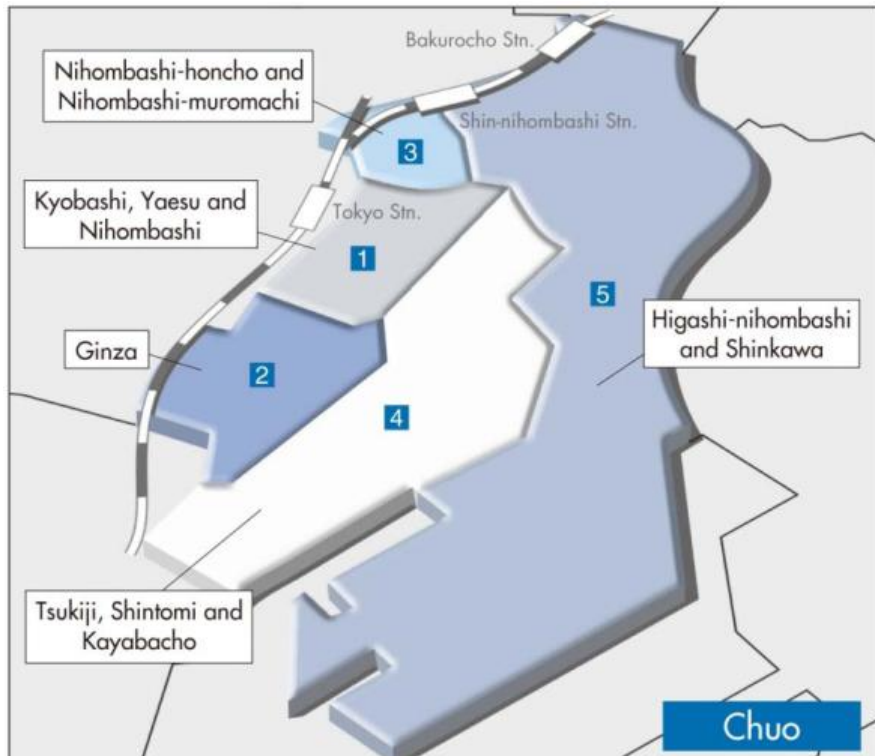 Bakurocho Stn.
Nihombashi-honcho and
Nihombashi-muromachi
Shin-nihombashi Stn.
3
Kyobashi, Yaesu and
Nihombashi
Tokyo Stn.
1
5
Higashi-nihombashi
and Shinkawa
Ginza
2
4
Tsukiji, Shintomi and
Kayabacho
Chuo